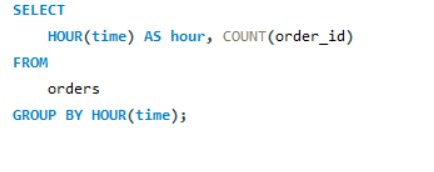 SELECT
HOUR(time) AS hour, COUNT(order_id)
FROM
orders
GROUP BY HOUR(time);